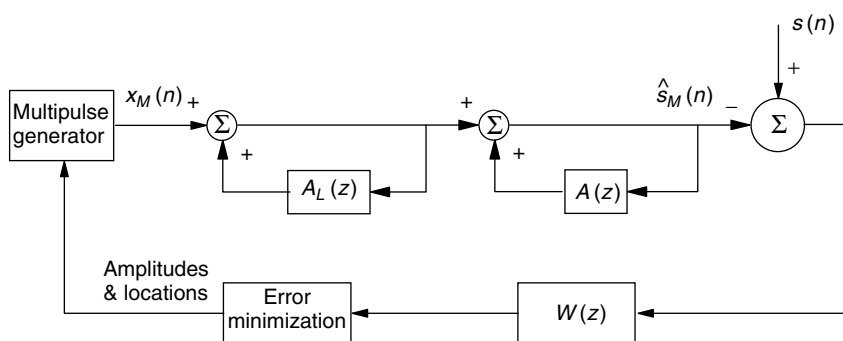 s(n)
+
Multipulse
generator
x_M(n)
+
Σ
+
A_L(z)
+
Σ
+
A(z)
ŝ_M(n)
−
Σ
Amplitudes
& locations
Error
minimization
W(z)